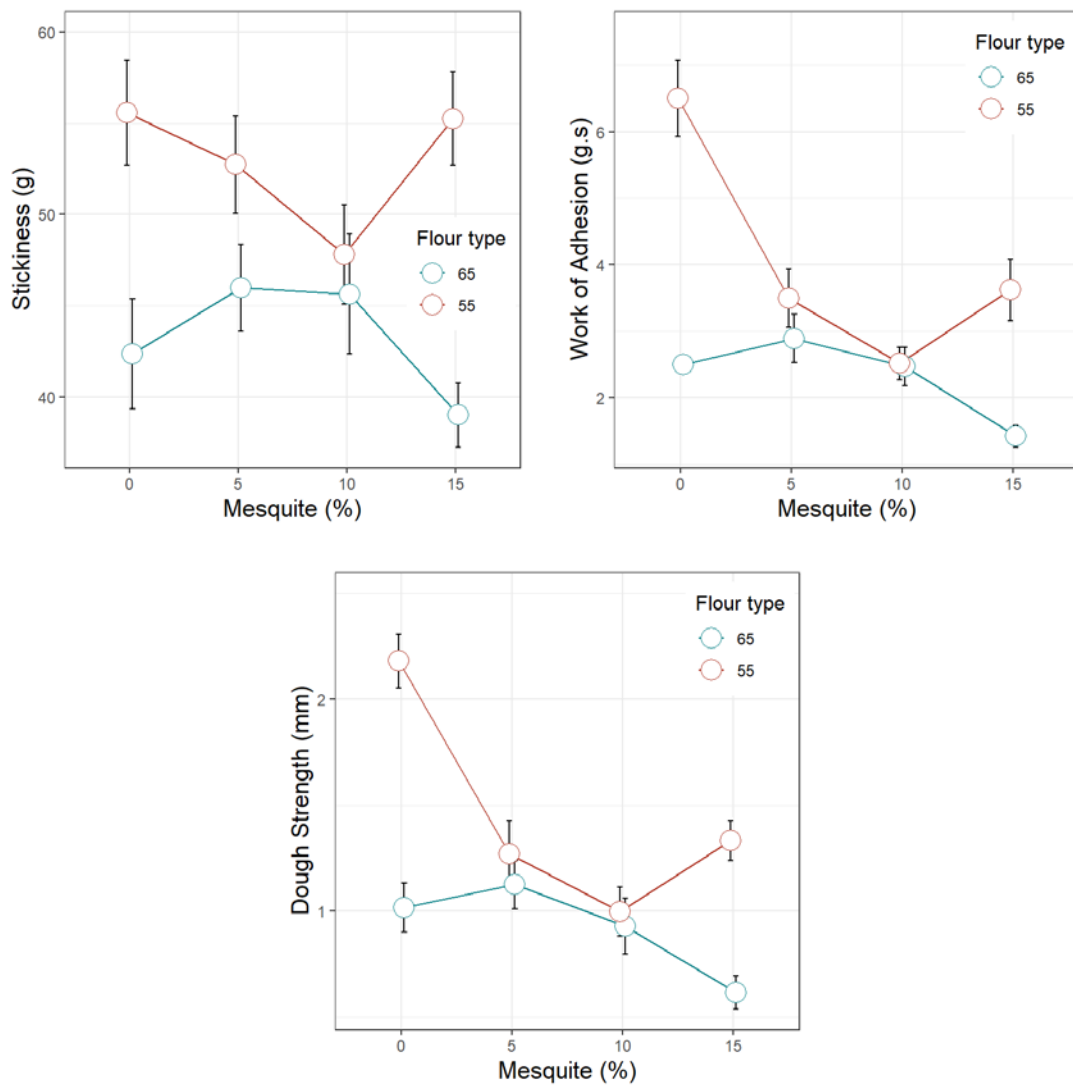 60
50
40
Stickiness (g)
Flour type
65
55
0 5 10 15
Mesquite (%)
6
4
2
Work of Adhesion (g.s)
Flour type
65
55
0 5 10 15
Mesquite (%)
2
1
Dough Strength (mm)
Flour type
65
55
0 5 10 15
Mesquite (%)